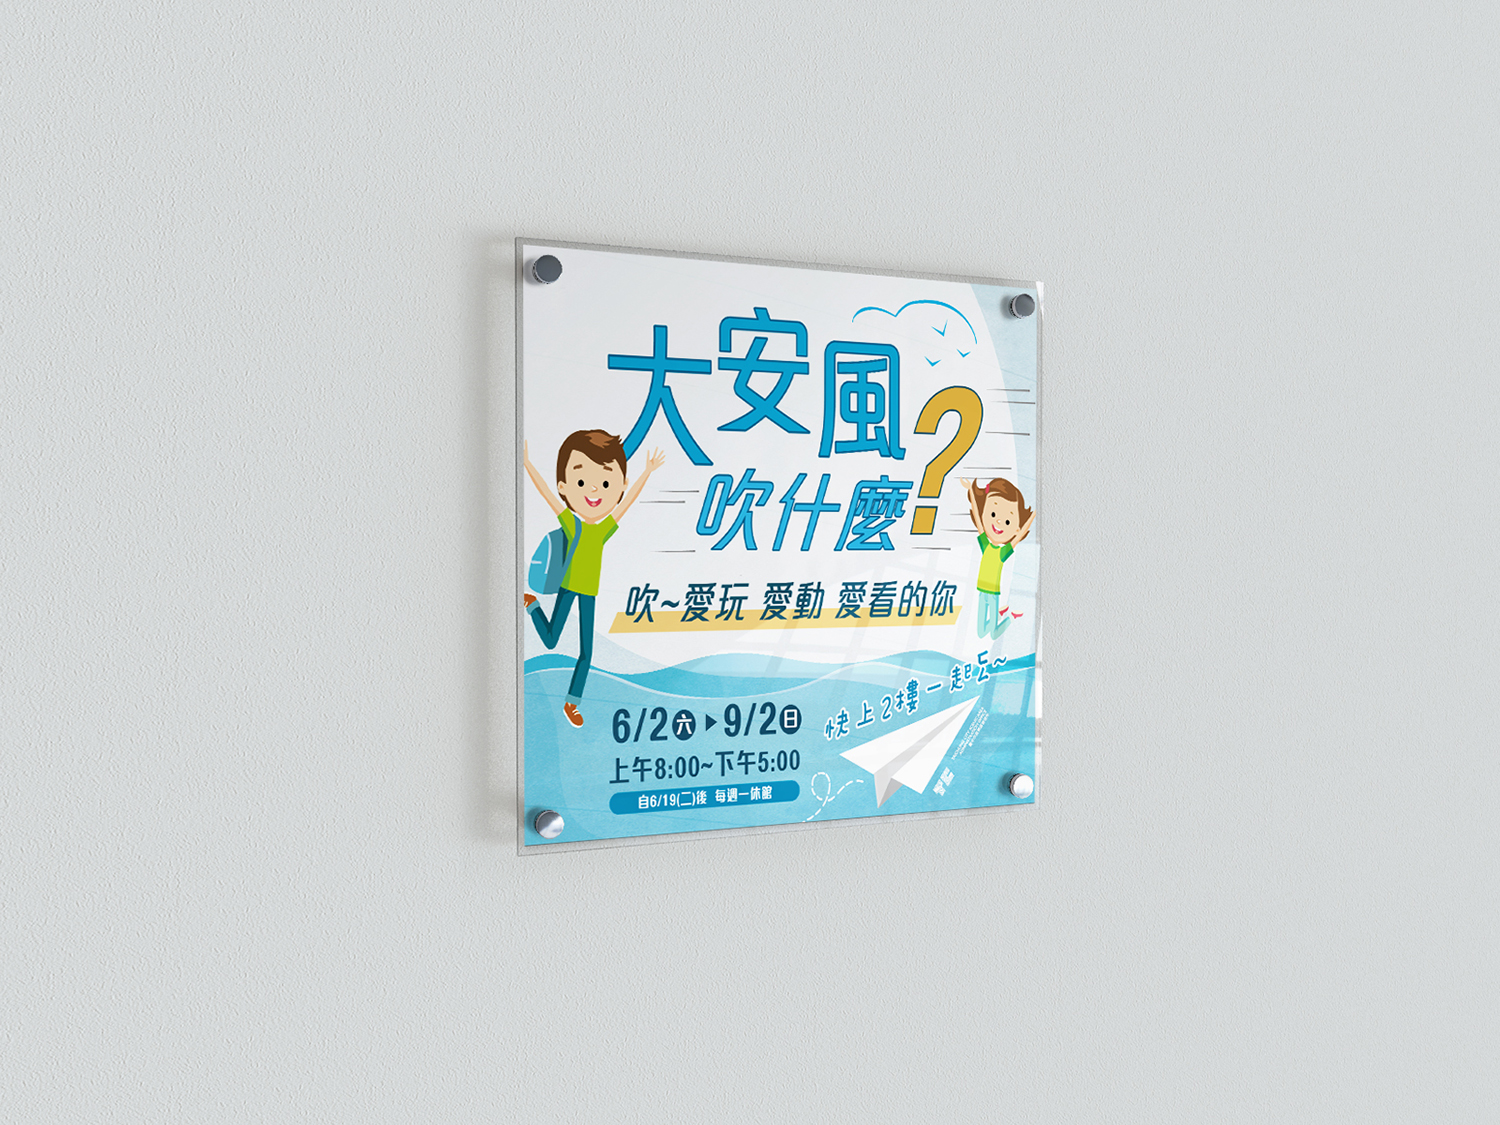 大安風
吹什麼?
吹~愛玩 愛動 愛看的你
快上2樓一起ㄙ~
6/2六▶9/2日
上午8:00~下午5:00
自6/19(二)後 每週一休館